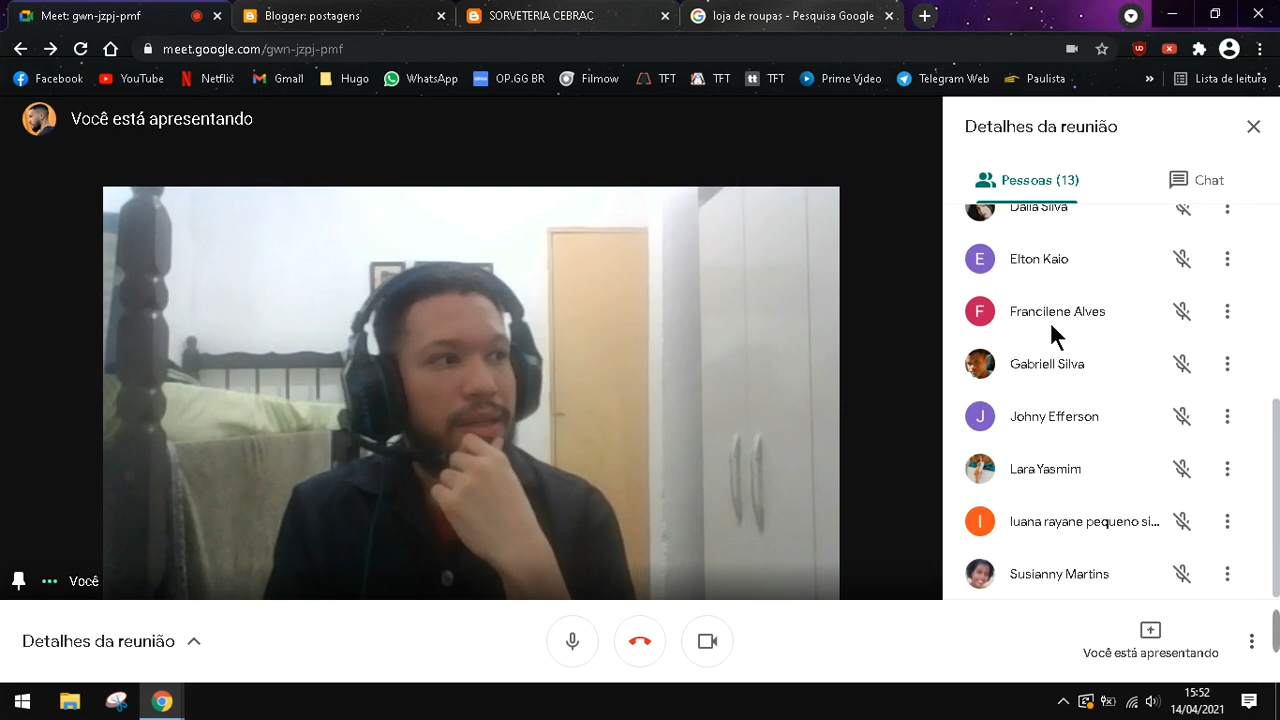 Meet: gwn-jzpj-pmf
Blogger: postagens
SORVETERIA CEBRAC
loja de roupas - Pesquisa Google
meet.google.com/gwn-jzpj-pmf
Facebook
YouTube
Netflix
Gmail
Hugo
WhatsApp
OP.GG BR
Filmow
TFT
TFT
TFT
Prime Video
Telegram Web
Paulista
»
Lista de leitura
Você está apresentando
Detalhes da reunião
Pessoas (13)
Chat
Dalia Silva
E Elton Kaio
F Francilene Alves
Gabriell Silva
J Johny Efferson
Lara Yasmim
l luana rayane pequeno si...
Susianny Martins
Você
Detalhes da reunião
Você está apresentando
15:52
14/04/2021